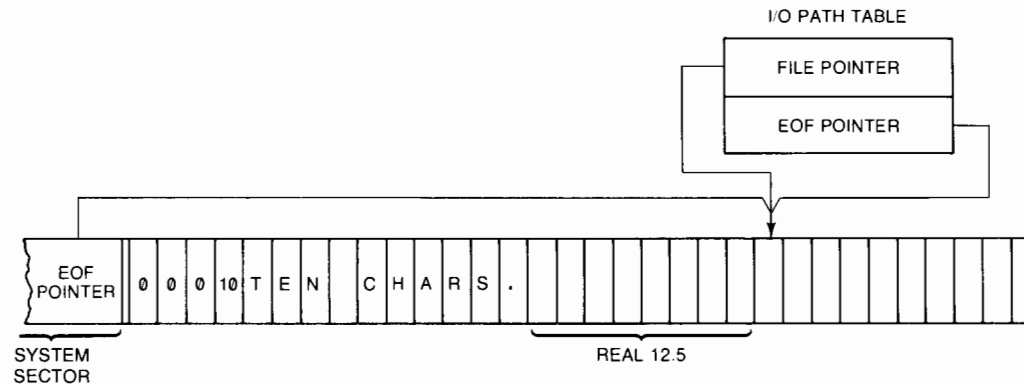 I/O PATH TABLE
FILE POINTER
EOF POINTER
EOF
POINTER
0 0 0 10 T E N C H A R S .
SYSTEM
SECTOR
REAL 12.5